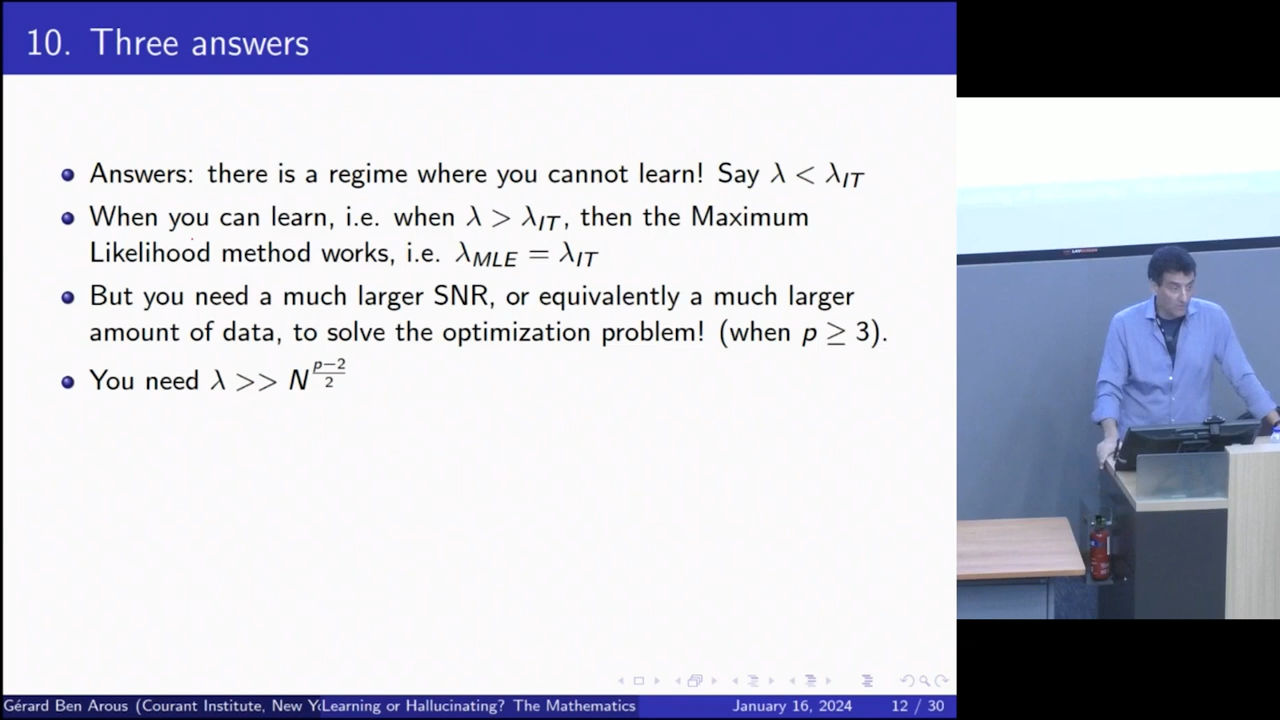 10. Three answers
Answers: there is a regime where you cannot learn! Say λ < λ_IT
When you can learn, i.e. when λ > λ_IT, then the Maximum
Likelihood method works, i.e. λ_MLE = λ_IT
But you need a much larger SNR, or equivalently a much larger
amount of data, to solve the optimization problem! (when p ≥ 3).
You need λ >> N^{\frac{p−2}{2}}
Gérard Ben Arous (Courant Institute, New Y Learning or Hallucinating? The Mathematics January 16, 2024 12 / 30